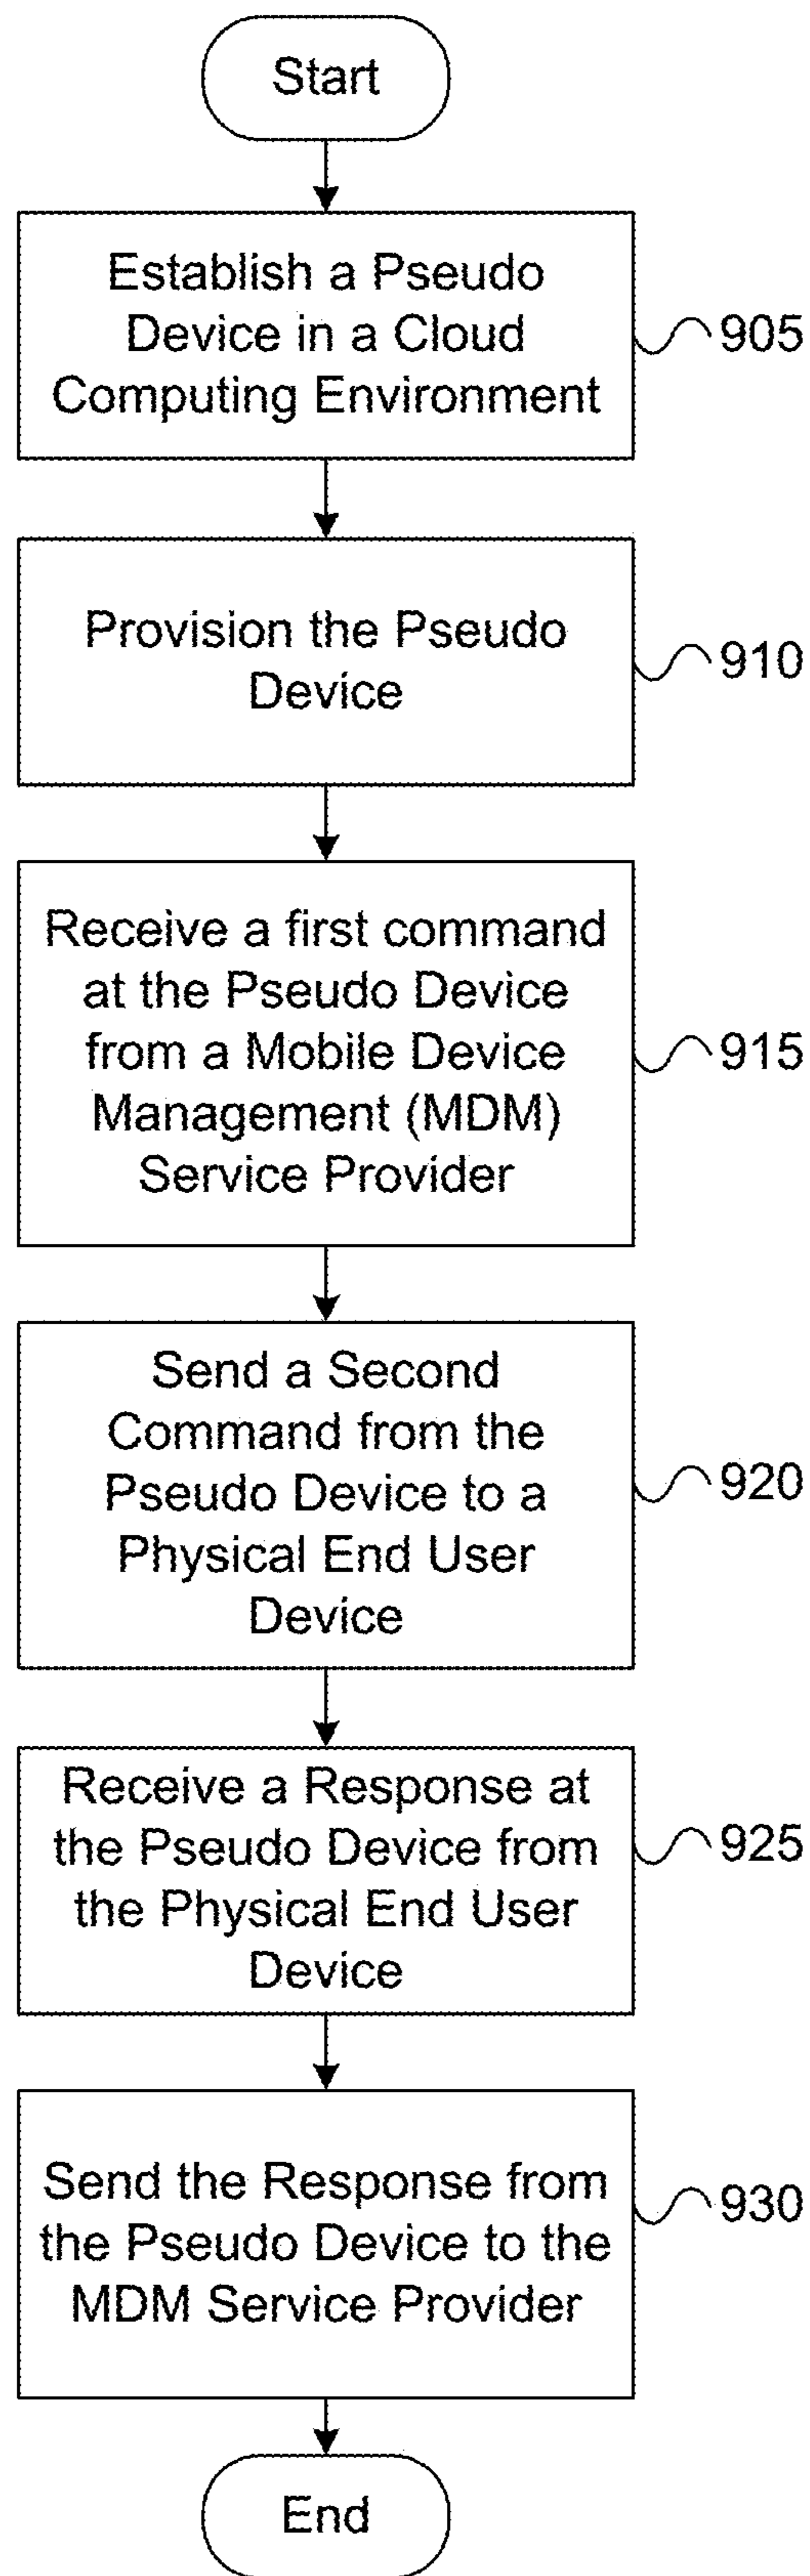 Start
Establish a Pseudo
Device in a Cloud
Computing Environment
905
Provision the Pseudo
Device
910
Receive a first command
at the Pseudo Device
from a Mobile Device
Management (MDM)
Service Provider
915
Send a Second
Command from the
Pseudo Device to a
Physical End User
Device
920
Receive a Response at
the Pseudo Device from
the Physical End User
Device
925
Send the Response from
the Pseudo Device to the
MDM Service Provider
930
End